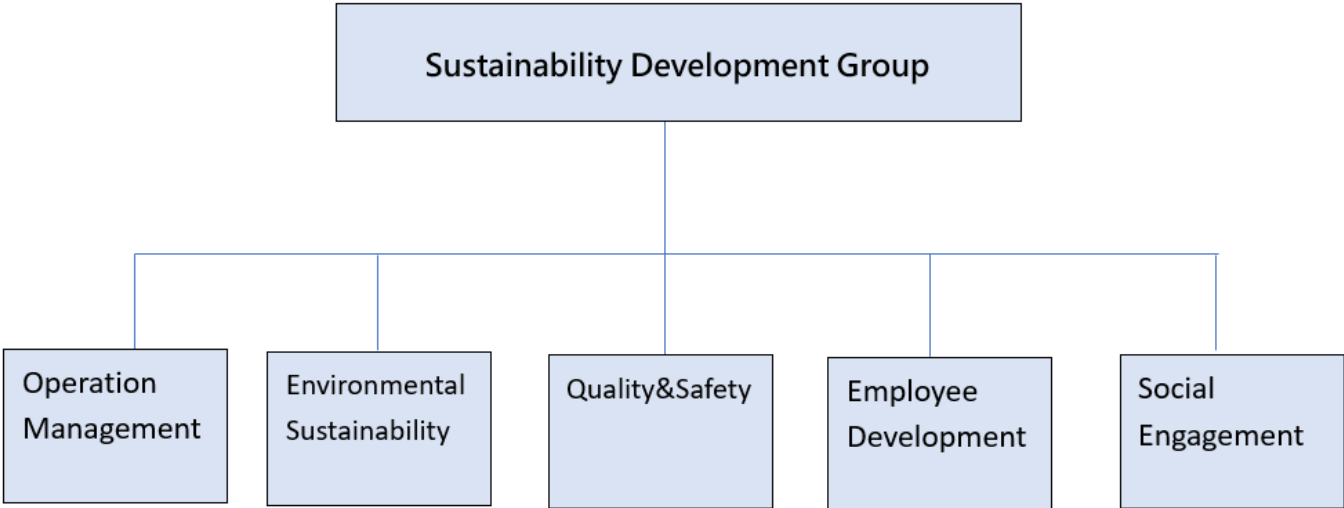 Sustainability Development Group
Operation
Management
Environmental
Sustainability
Quality&Safety
Employee
Development
Social
Engagement